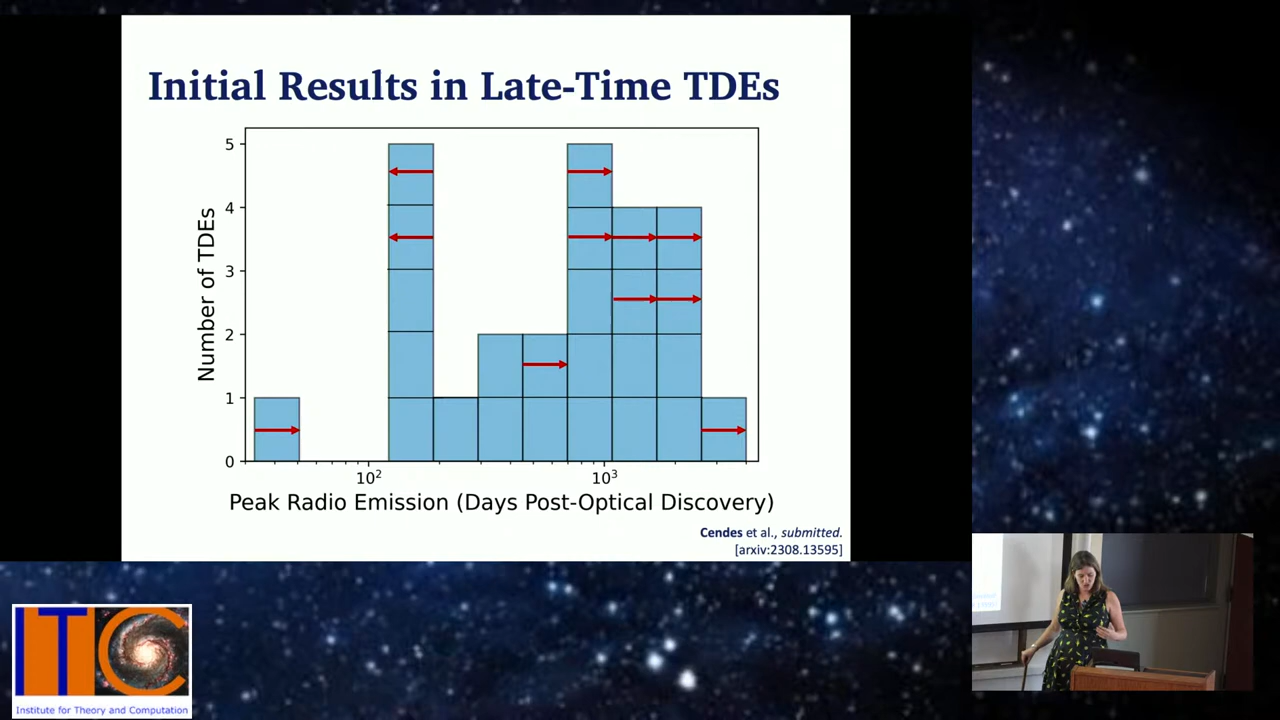 Initial Results in Late-Time TDEs
Number of TDEs
5
4
3
2
1
0
10²
10³
Peak Radio Emission (Days Post-Optical Discovery)
Cendes et al., submitted.
[arxiv:2308.13595]
ITC
Institute for Theory and Computation